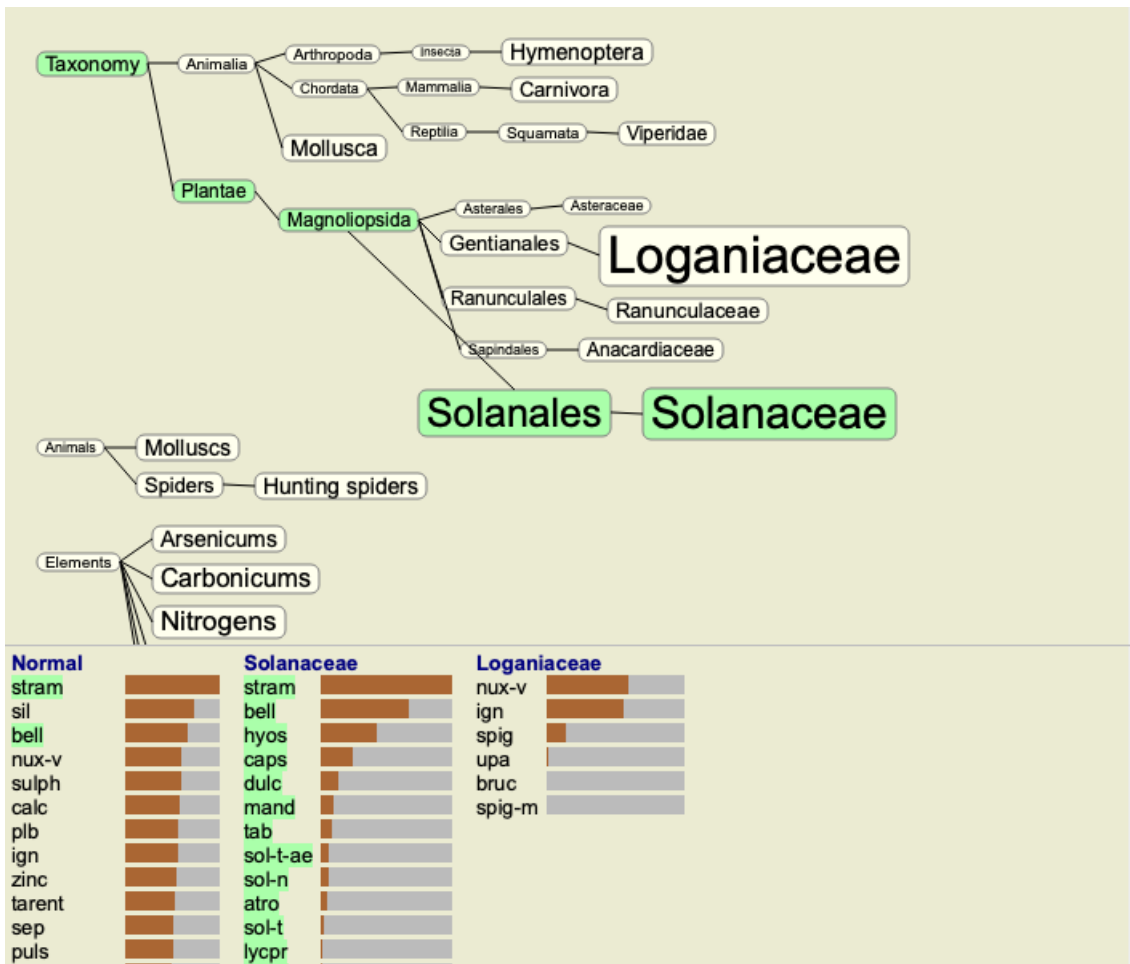 Taxonomy
Animalia
Arthropoda
Insecta
Hymenoptera
Chordata
Mammalia
Carnivora
Reptilia
Squamata
Viperidae
Mollusca
Plantae
Magnoliopsida
Asterales
Asteraceae
Gentianales
Loganiaceae
Ranunculales
Ranunculaceae
Sapindales
Anacardiaceae
Solanales
Solanaceae
Animals
Molluscs
Spiders
Hunting spiders
Elements
Arsenicums
Carbonicums
Nitrogens
Normal
stram
sil
bell
nux-v
sulph
calc
plb
ign
zinc
tarent
sep
puls
Solanaceae
stram
bell
hyos
caps
dulc
mand
tab
sol-t-ae
sol-n
atro
sol-t
lycpr
Loganiaceae
nux-v
ign
spig
upa
bruc
spig-m